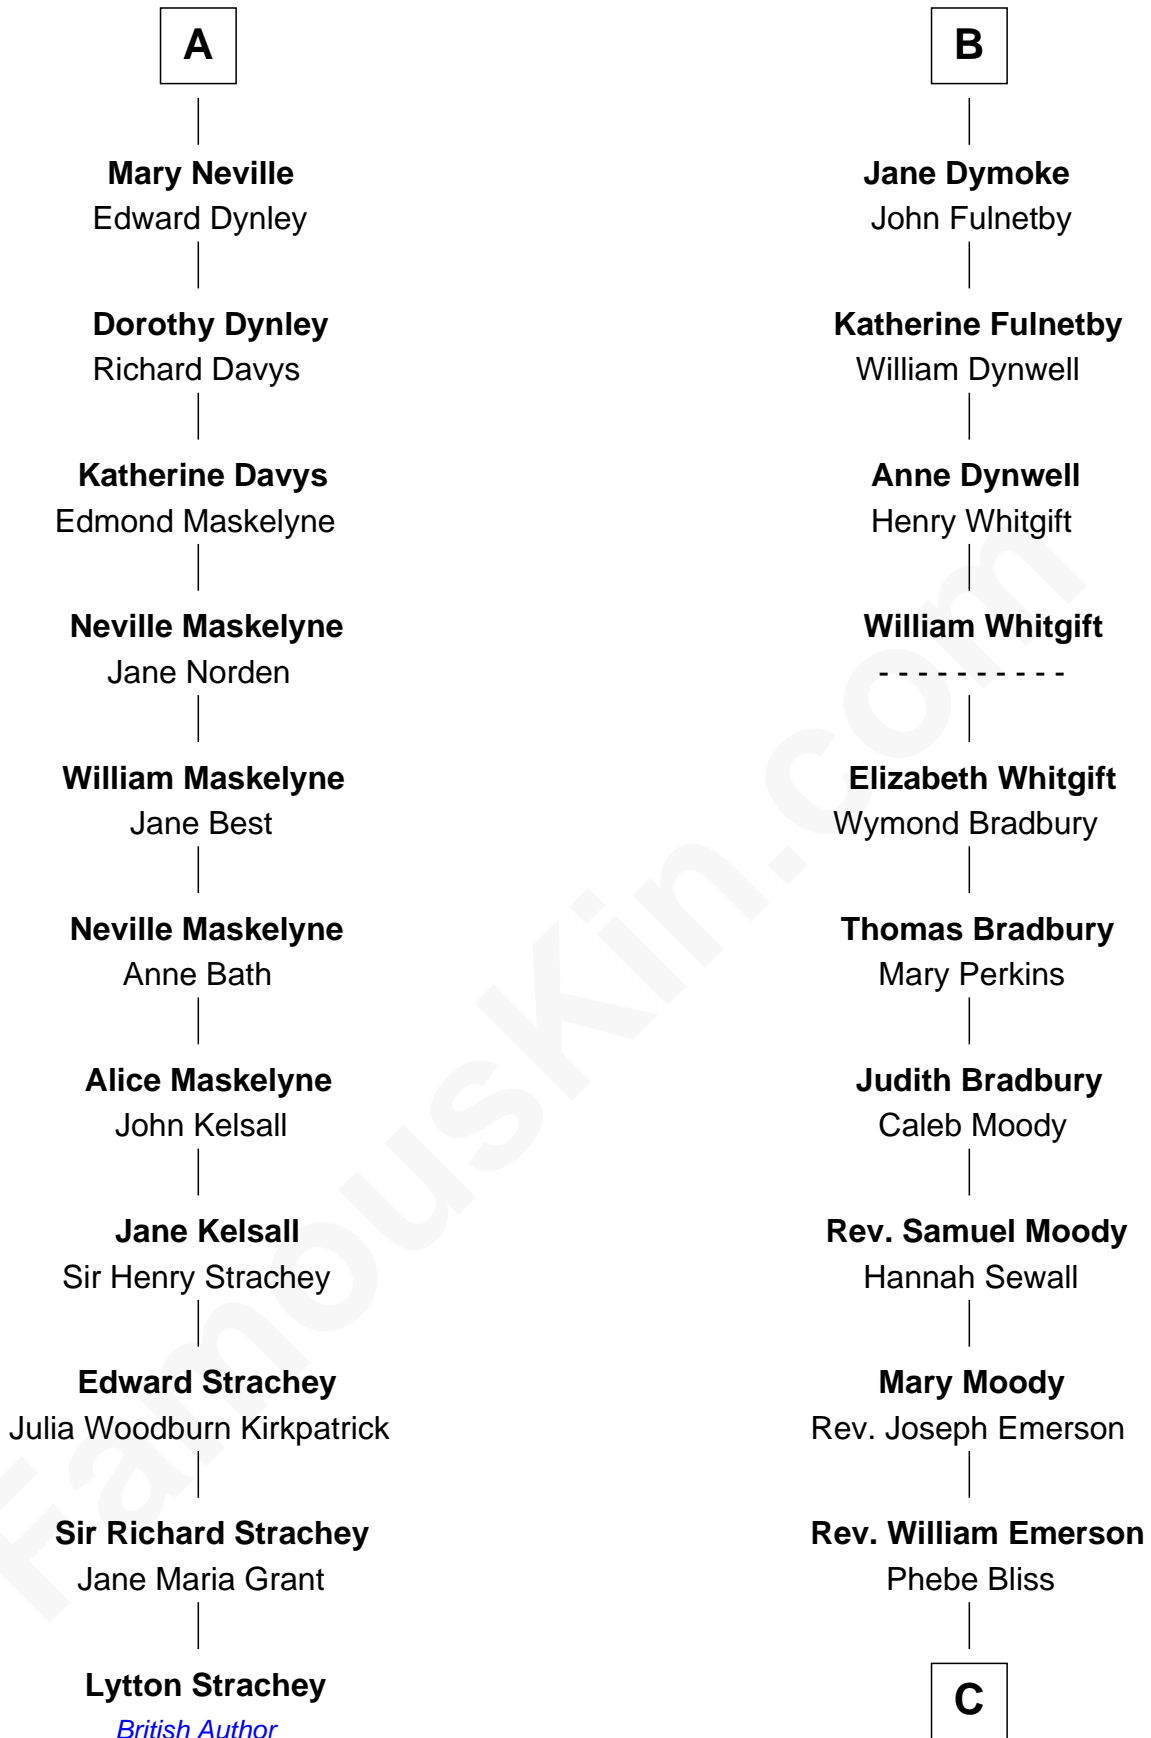 A
Mary Neville
Edward Dynley
Dorothy Dynley
Richard Davys
Katherine Davys
Edmond Maskelyne
Neville Maskelyne
Jane Norden
William Maskelyne
Jane Best
Neville Maskelyne
Anne Bath
Alice Maskelyne
John Kelsall
Jane Kelsall
Sir Henry Strachey
Edward Strachey
Julia Woodburn Kirkpatrick
Sir Richard Strachey
Jane Maria Grant
Lytton Strachey
British Author
B
Jane Dymoke
John Fulnetby
Katherine Fulnetby
William Dynwell
Anne Dynwell
Henry Whitgift
William Whitgift
- - - - - - - - - -
Elizabeth Whitgift
Wymond Bradbury
Thomas Bradbury
Mary Perkins
Judith Bradbury
Caleb Moody
Rev. Samuel Moody
Hannah Sewall
Mary Moody
Rev. Joseph Emerson
Rev. William Emerson
Phebe Bliss
C
FamousKin.com